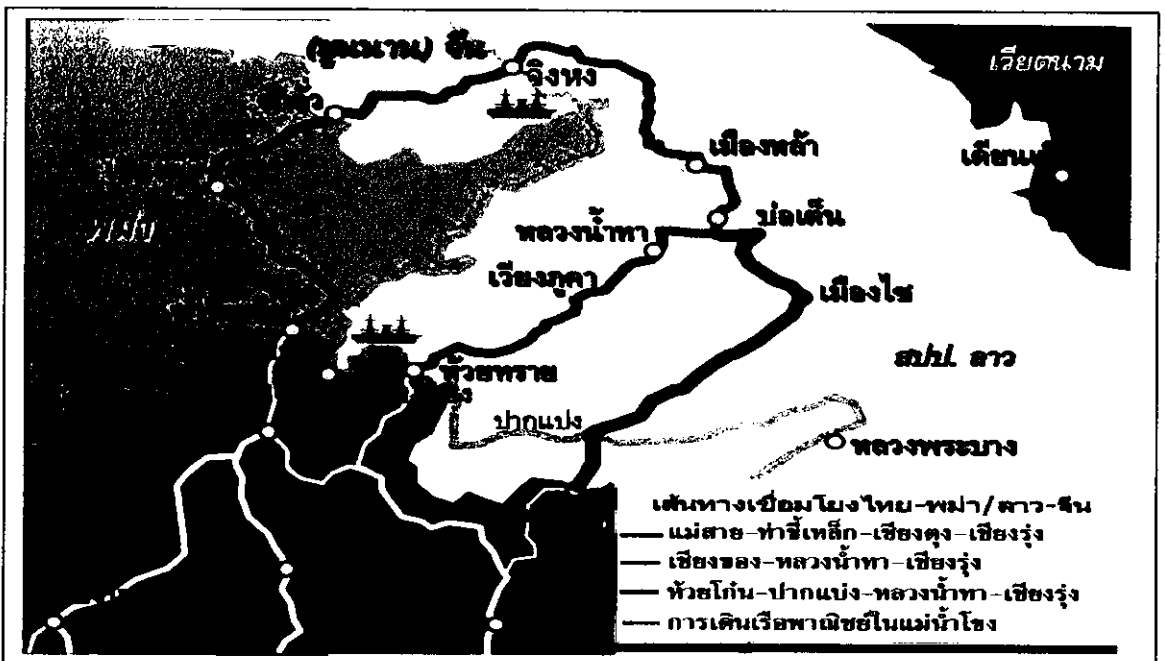 (ยูนนาน) จีน
จิงหง
เวียดนาม
เมืองหล้า
บ่อเต็น
พม่า
หลวงน้ำทา
เวียงภูคา
เมืองไช
สปป. ลาว
ห้วยทราย
ปากแบ่ง
หลวงพระบาง
เส้นทางเชื่อมโยงไทย-พม่า/ลาว-จีน
แม่สาย-ท่าขี้เหล็ก-เชียงตุง-เชียงรุ่ง
เชียงของ-หลวงน้ำทา-เชียงรุ่ง
ห้วยโก๋น-ปากแบ่ง-หลวงน้ำทา-เชียงรุ่ง
การเดินเรือพาณิชย์ในแม่น้ำโขง